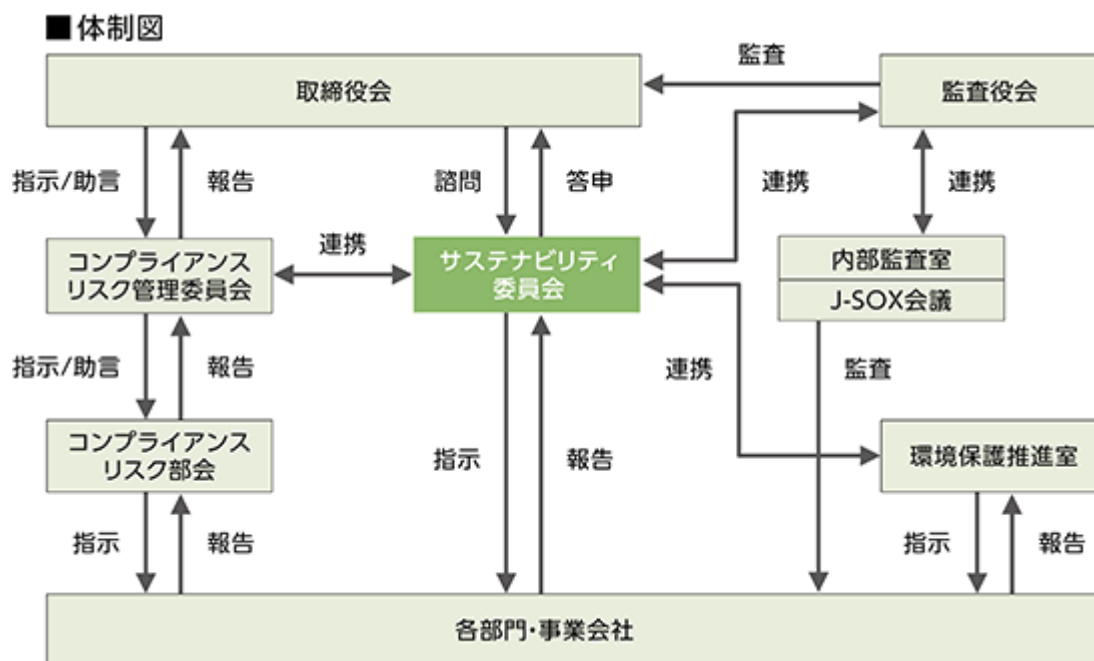 ■体制図
監査
取締役会
監査役会
指示/助言
報告
諮問
答申
連携
連携
連携
コンプライアンス
リスク管理委員会
サステナビリティ
委員会
内部監査室
J-SOX会議
指示/助言
報告
連携
監査
コンプライアンス
リスク部会
指示
報告
環境保護推進室
指示
報告
指示
報告
各部門・事業会社